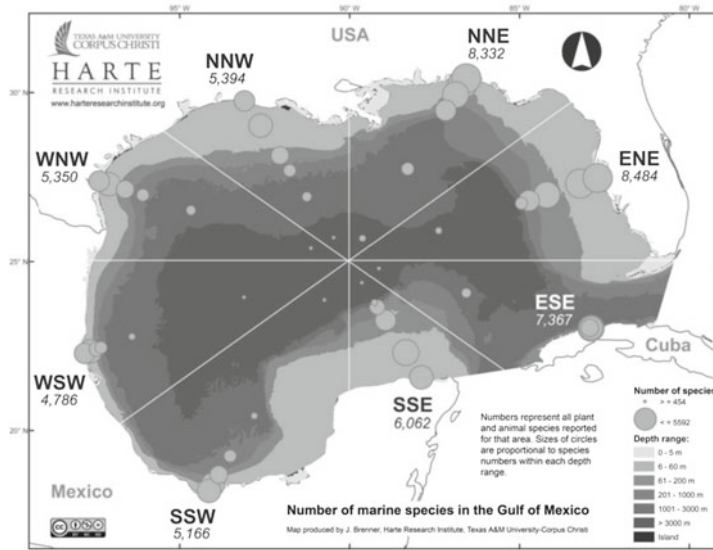 95° W
90° W
85° W
TEXAS A&M UNIVERSITY
CORPUS CHRISTI
HARTE
RESEARCH INSTITUTE
www.harteresearchinstitute.org
USA
NNW
5,394
NNE
8,332
30° N
WNW
5,350
ENE
8,484
25° N
ESE
7,367
Cuba
WSW
4,786
SSE
6,062
20° N
Mexico
SSW
5,166
Numbers represent all plant
and animal species reported
for that area. Sizes of circles
are proportional to species
numbers within each depth
range.
Number of species
> = 454
< = 5592
Depth range:
0 - 5 m
6 - 60 m
61 - 200 m
201 - 1000 m
1001 - 3000 m
> 3000 m
Island
Number of marine species in the Gulf of Mexico
Map produced by J. Brenner, Harte Research Institute, Texas A&M University-Corpus Christi